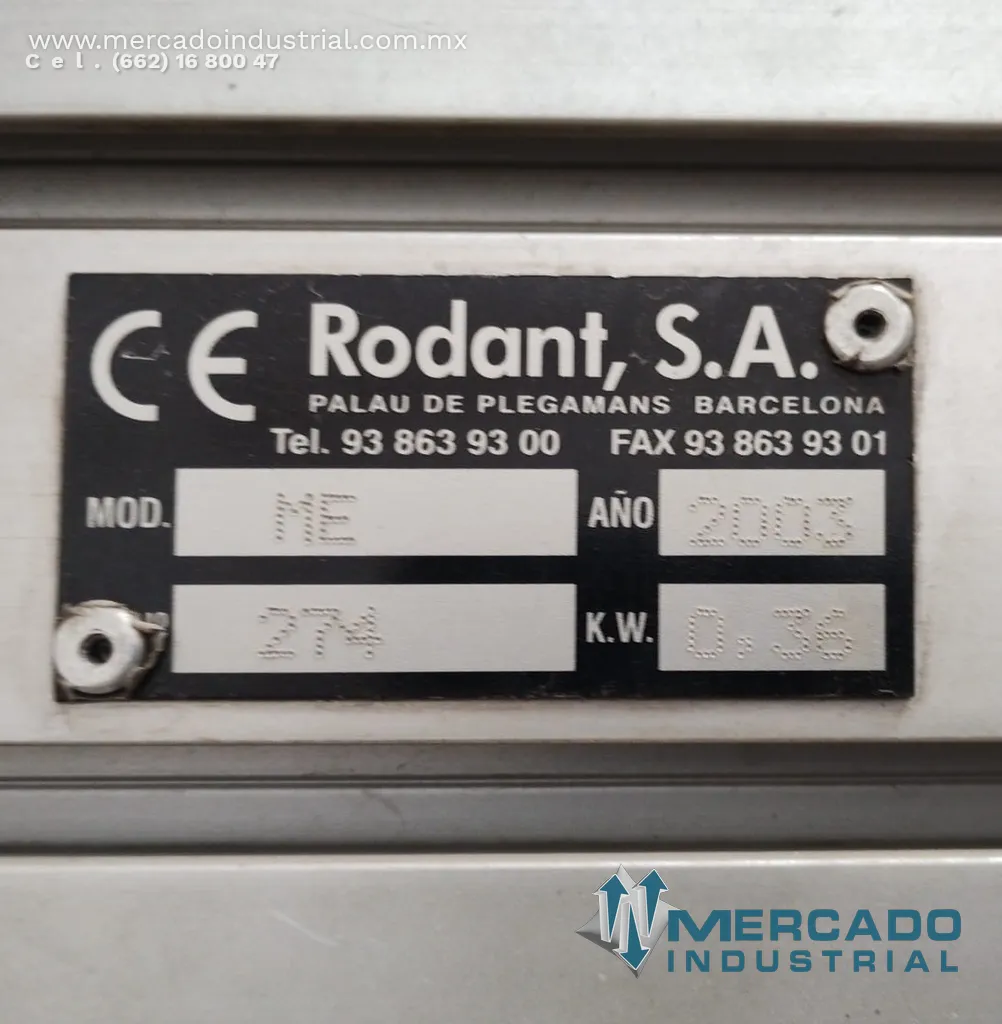 www.mercadoindustrial.com.mx
Cel. (662) 16 800 47
CE Rodant, S.A.
PALAU DE PLEGAMANS BARCELONA
Tel. 93 863 93 00 FAX 93 863 93 01
MOD. ME AÑO 2003
274 K.W. 0.36
MERCADO
INDUSTRIAL